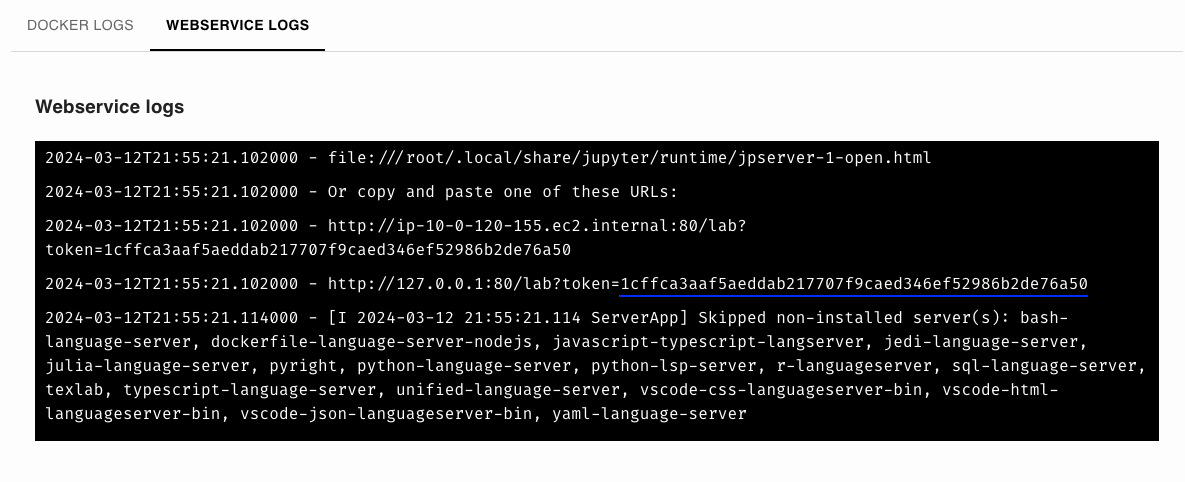 DOCKER LOGS
WEBSERVICE LOGS
Webservice logs
2024-03-12T21:55:21.102000 - file:///root/.local/share/jupyter/runtime/jpserver-1-open.html
2024-03-12T21:55:21.102000 - Or copy and paste one of these URLs:
2024-03-12T21:55:21.102000 - http://ip-10-0-120-155.ec2.internal:80/lab?
token=1cffca3aaf5aeddab217707f9caed346ef52986b2de76a50
2024-03-12T21:55:21.102000 - http://127.0.0.1:80/lab?token=1cffca3aaf5aeddab217707f9caed346ef52986b2de76a50
2024-03-12T21:55:21.114000 - [I 2024-03-12 21:55:21.114 ServerApp] Skipped non-installed server(s): bash-
language-server, dockerfile-language-server-nodejs, javascript-typescript-langserver, jedi-language-server,
julia-language-server, pyright, python-language-server, python-lsp-server, r-languageserver, sql-language-server,
texlab, typescript-language-server, unified-language-server, vscode-css-languageserver-bin, vscode-html-
languageserver-bin, vscode-json-languageserver-bin, yaml-language-server